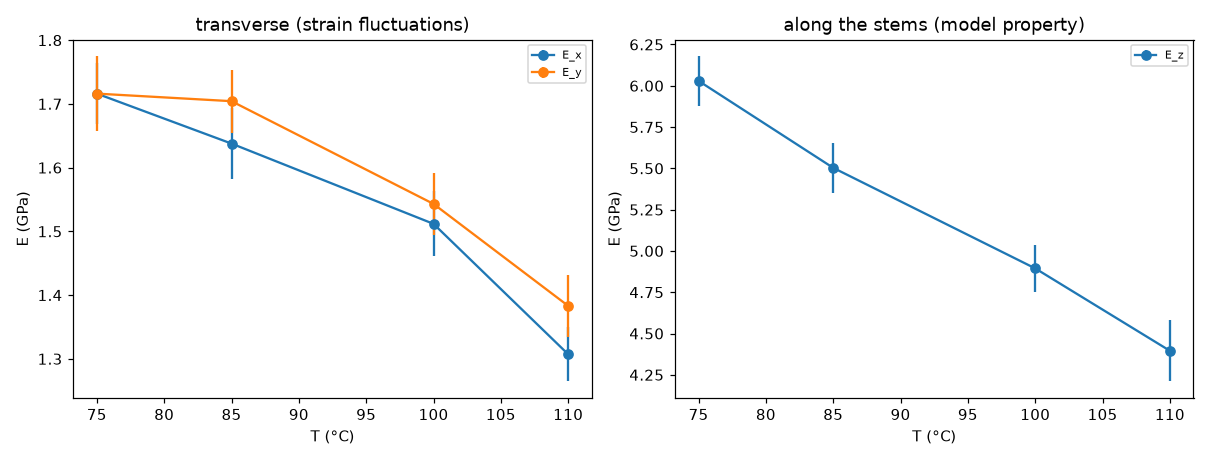 transverse (strain fluctuations)
1.8
1.7
1.6
1.5
1.4
1.3
E (GPa)
E_x
E_y
75 80 85 90 95 100 105 110
T (°C)
along the stems (model property)
6.25
6.00
5.75
5.50
5.25
5.00
4.75
4.50
4.25
E (GPa)
E_z
75 80 85 90 95 100 105 110
T (°C)